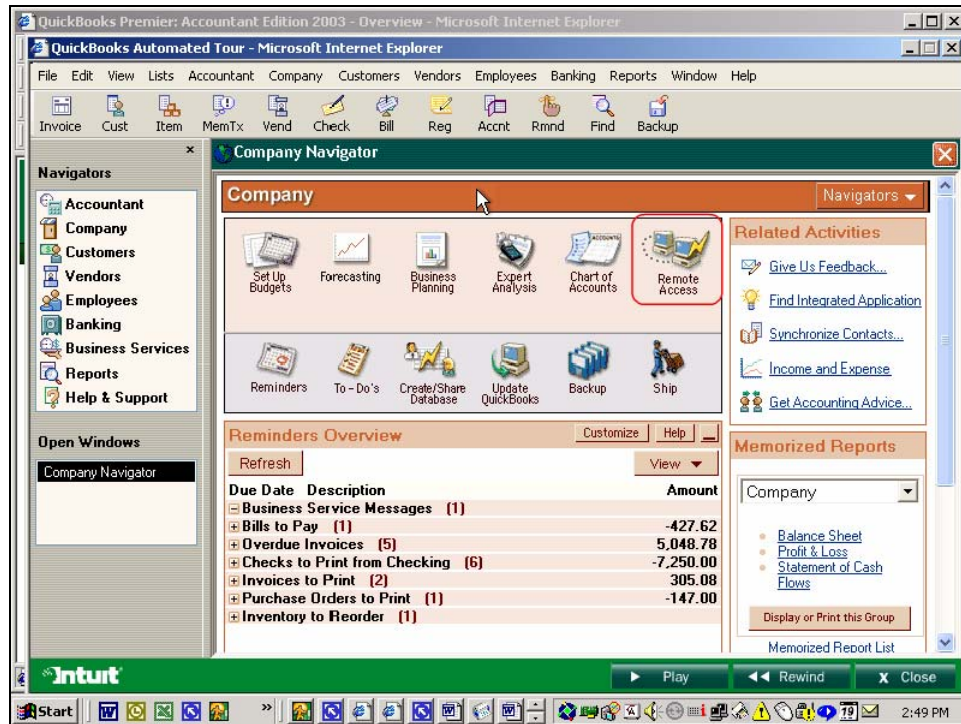 QuickBooks Premier: Accountant Edition 2003 - Overview - Microsoft Internet Explorer
QuickBooks Automated Tour - Microsoft Internet Explorer
File Edit View Lists Accountant Company Customers Vendors Employees Banking Reports Window Help
Invoice Cust Item MemTx Vend Check Bill Reg Accnt Rmnd Find Backup
Navigators
Accountant
Company
Customers
Vendors
Employees
Banking
Business Services
Reports
Help & Support
Open Windows
Company Navigator
Company Navigator
Company
Navigators
Set Up Budgets
Forecasting
Business Planning
Expert Analysis
ACCOUNTS
Chart of Accounts
Remote Access
Reminders
To - Do's
Create/Share Database
Update QuickBooks
Backup
Ship
Reminders Overview
Customize Help
Refresh
View
Due Date Description Amount
Business Service Messages (1)
Bills to Pay (1) -427.62
Overdue Invoices (5) 5,048.78
Checks to Print from Checking (6) -7,250.00
Invoices to Print (2) 305.08
Purchase Orders to Print (1) -147.00
Inventory to Reorder (1)
Related Activities
Give Us Feedback...
Find Integrated Application
Synchronize Contacts...
Income and Expense
Get Accounting Advice...
Memorized Reports
Company
Balance Sheet
Profit & Loss
Statement of Cash
Flows
Display or Print this Group
Memorized Report List
Intuit
Play Rewind x Close
Start
19
2:49 PM